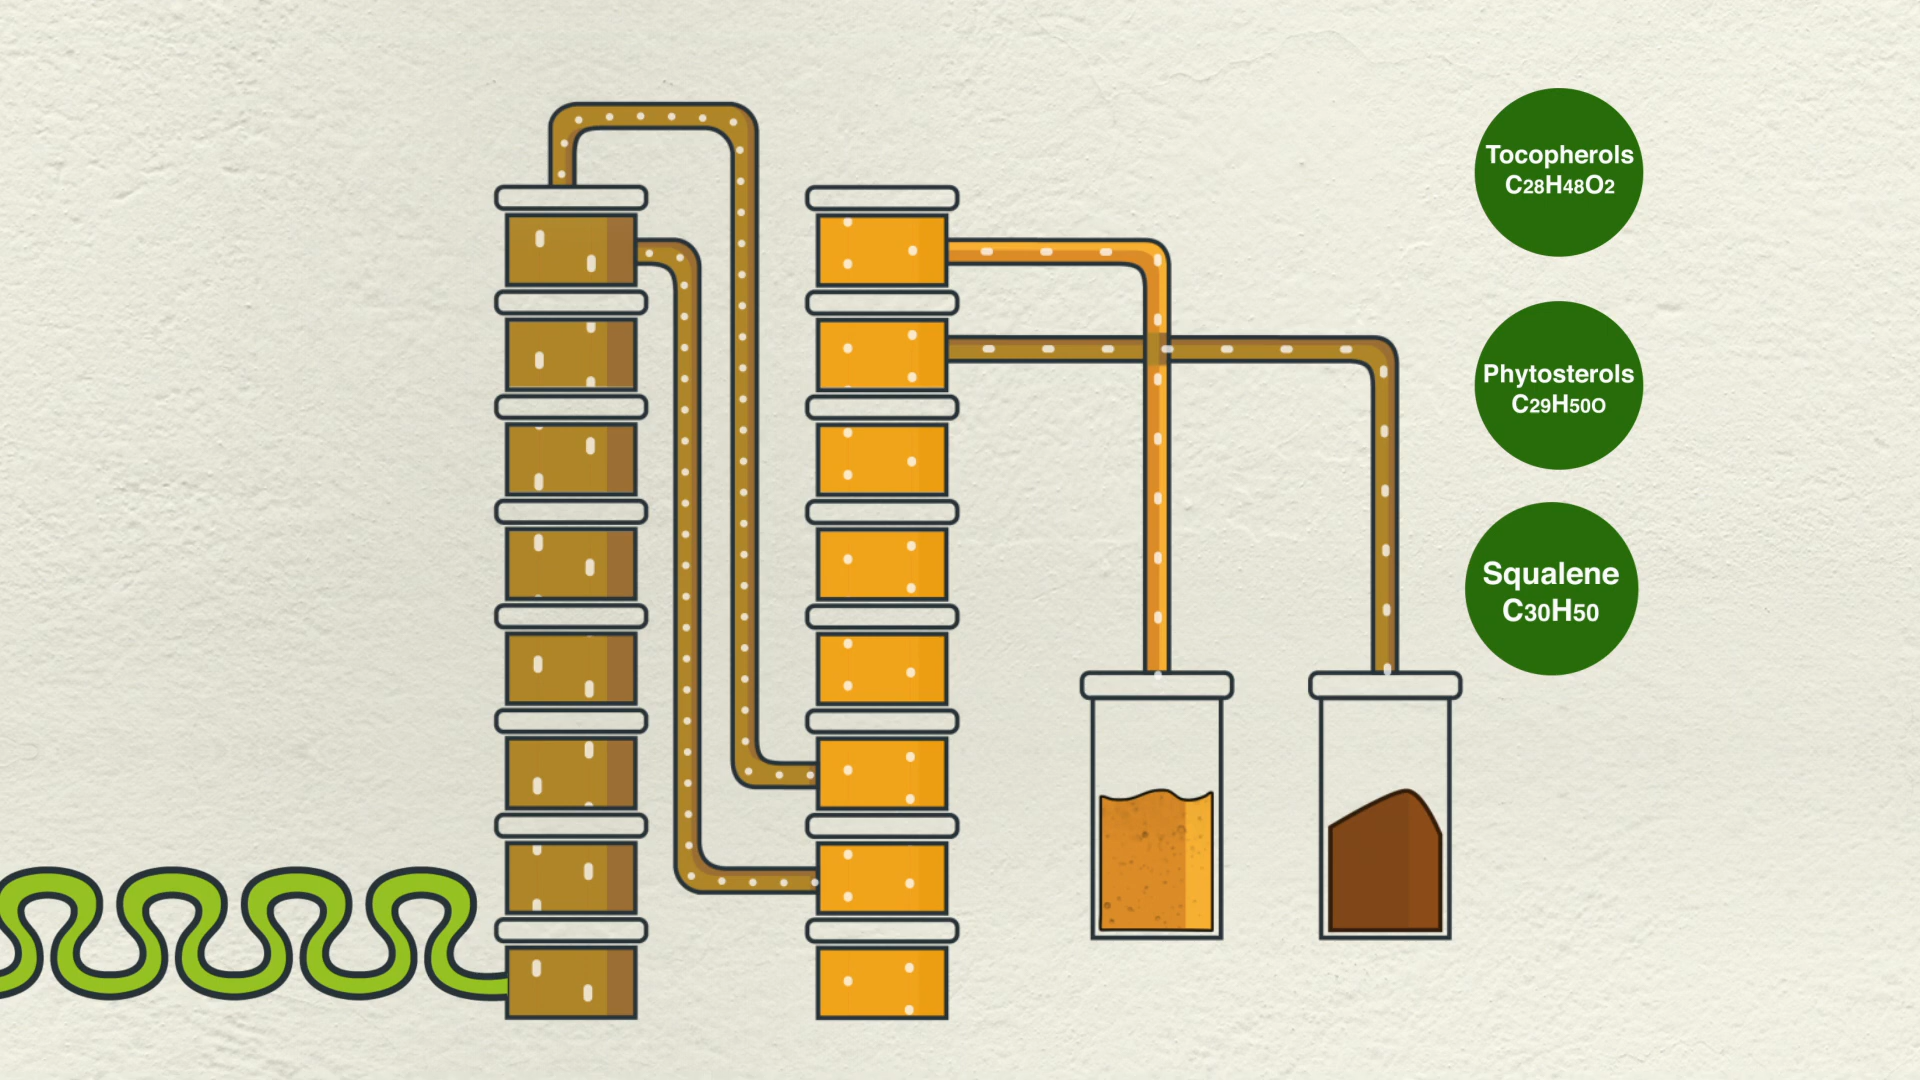 Tocopherols
C28H48O2
Phytosterols
C29H50O
Squalene
C30H50